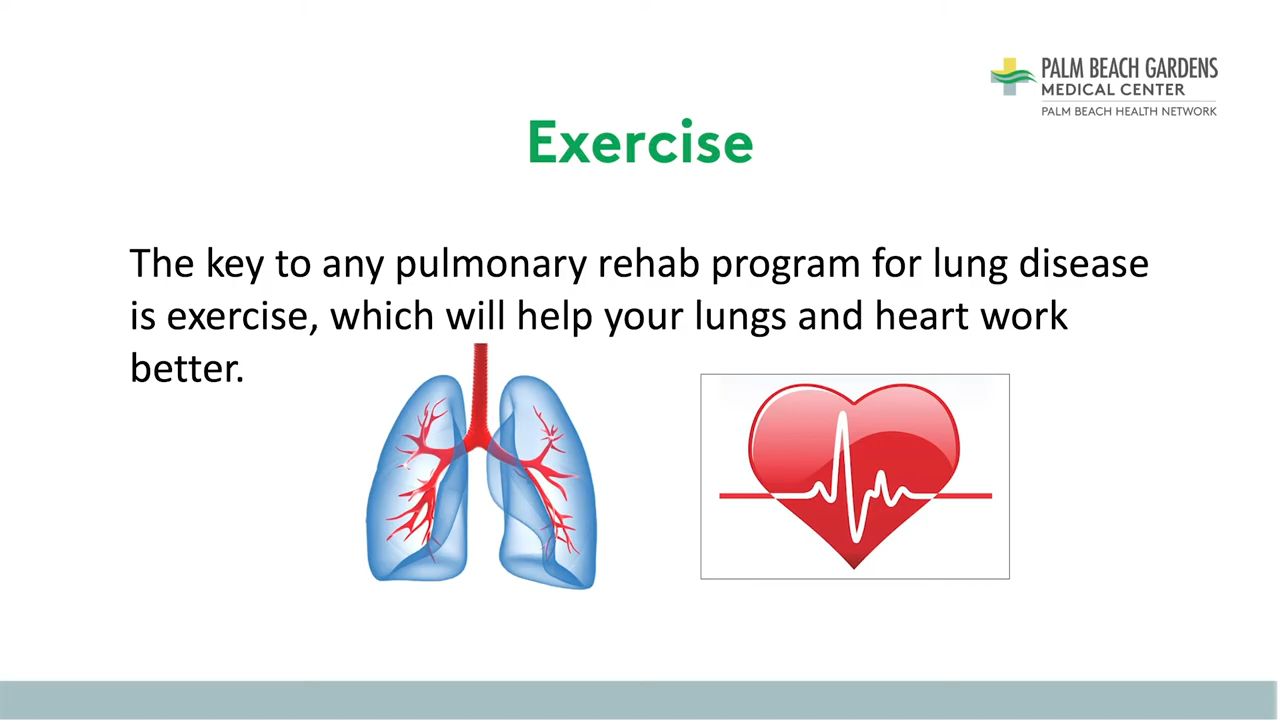 PALM BEACH GARDENS
MEDICAL CENTER
PALM BEACH HEALTH NETWORK
Exercise
The key to any pulmonary rehab program for lung disease
is exercise, which will help your lungs and heart work
better.